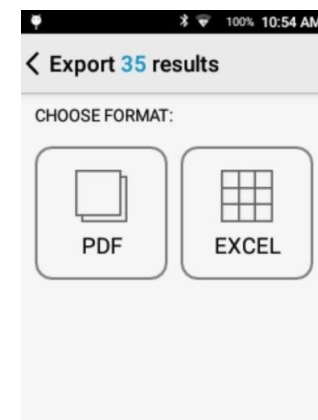 100% 10:54 AM
Export 35 results
CHOOSE FORMAT:
PDF
EXCEL